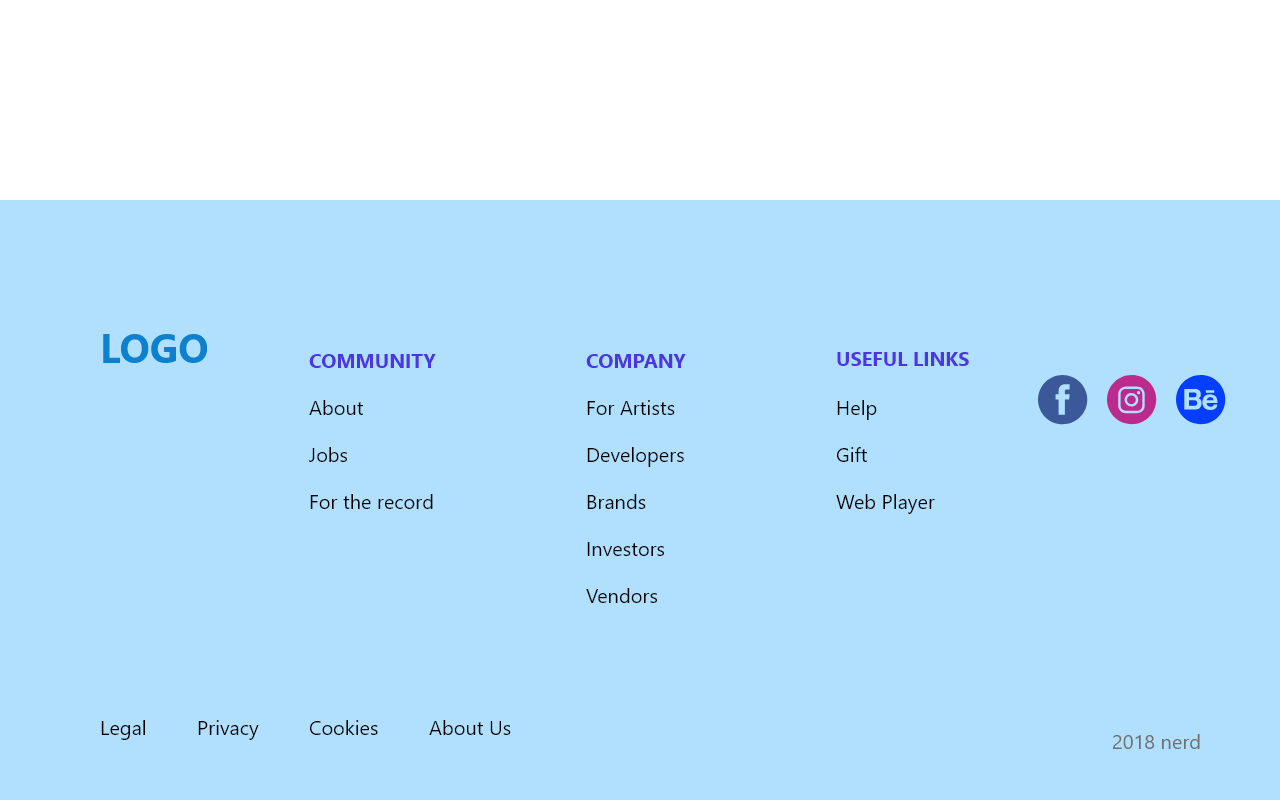 LOGO
COMMUNITY
About
Jobs
For the record
COMPANY
For Artists
Developers
Brands
Investors
Vendors
USEFUL LINKS
Help
Gift
Web Player
Bē
Legal
Privacy
Cookies
About Us
2018 nerd